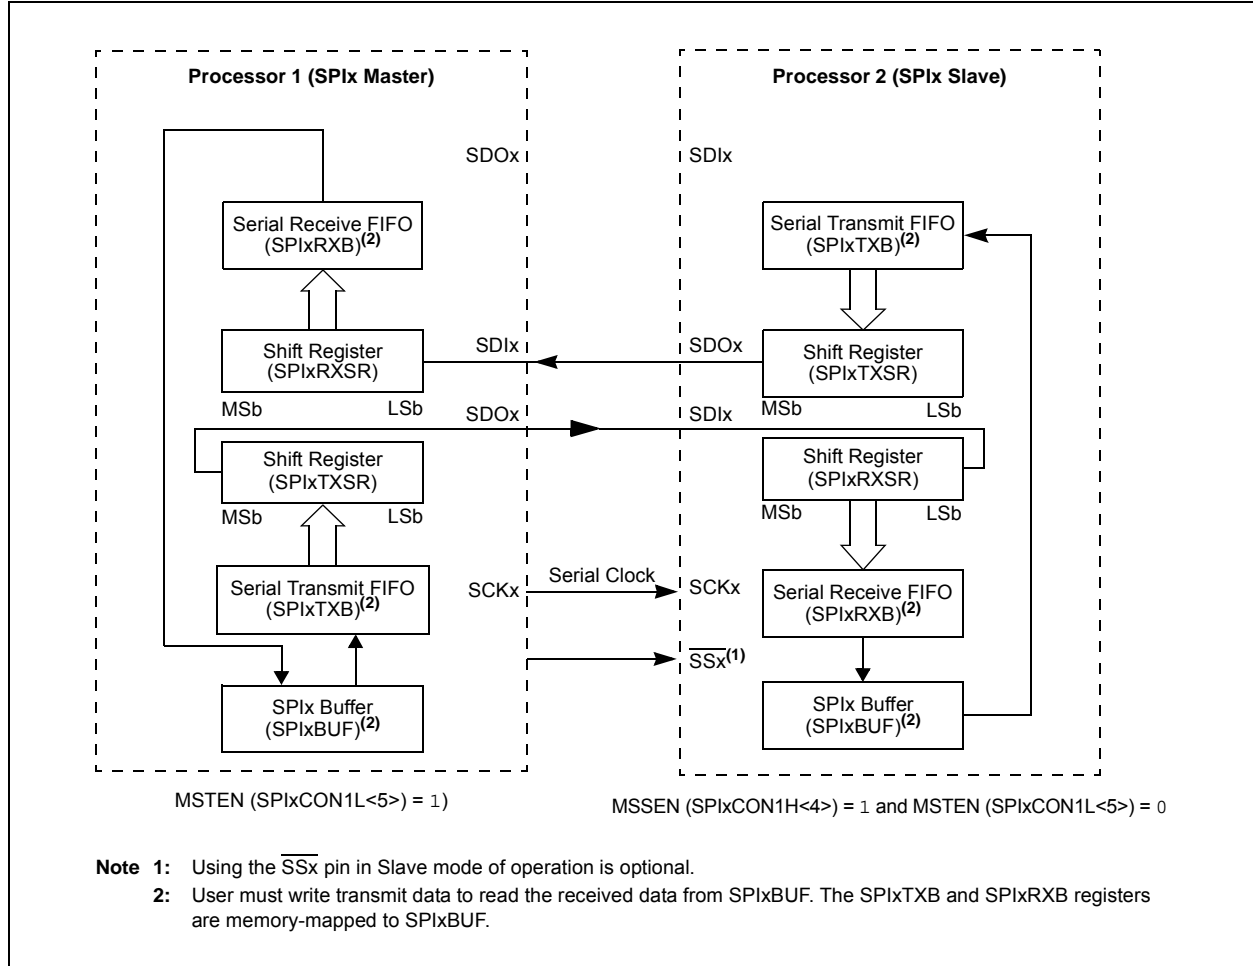 Processor 1 (SPIx Master)
Processor 2 (SPIx Slave)
SDOx
SDIx
Serial Receive FIFO
(SPIxRXB)(2)
Serial Transmit FIFO
(SPIxTXB)(2)
Shift Register
(SPIxRXSR)
SDIx
SDOx
Shift Register
(SPIxTXSR)
MSb
LSb
SDOx
SDIx
MSb
LSb
Shift Register
(SPIxTXSR)
Shift Register
(SPIxRXSR)
MSb
LSb
MSb
LSb
Serial Transmit FIFO
(SPIxTXB)(2)
SCKx
Serial Clock
SCKx
Serial Receive FIFO
(SPIxRXB)(2)
SSx(1)
SPIx Buffer
(SPIxBUF)(2)
SPIx Buffer
(SPIxBUF)(2)
MSTEN (SPIxCON1L<5>) = 1)
MSSEN (SPIxCON1H<4>) = 1 and MSTEN (SPIxCON1L<5>) = 0
Note 1: Using the SSx pin in Slave mode of operation is optional.
2: User must write transmit data to read the received data from SPIxBUF. The SPIxTXB and SPIxRXB registers
are memory-mapped to SPIxBUF.